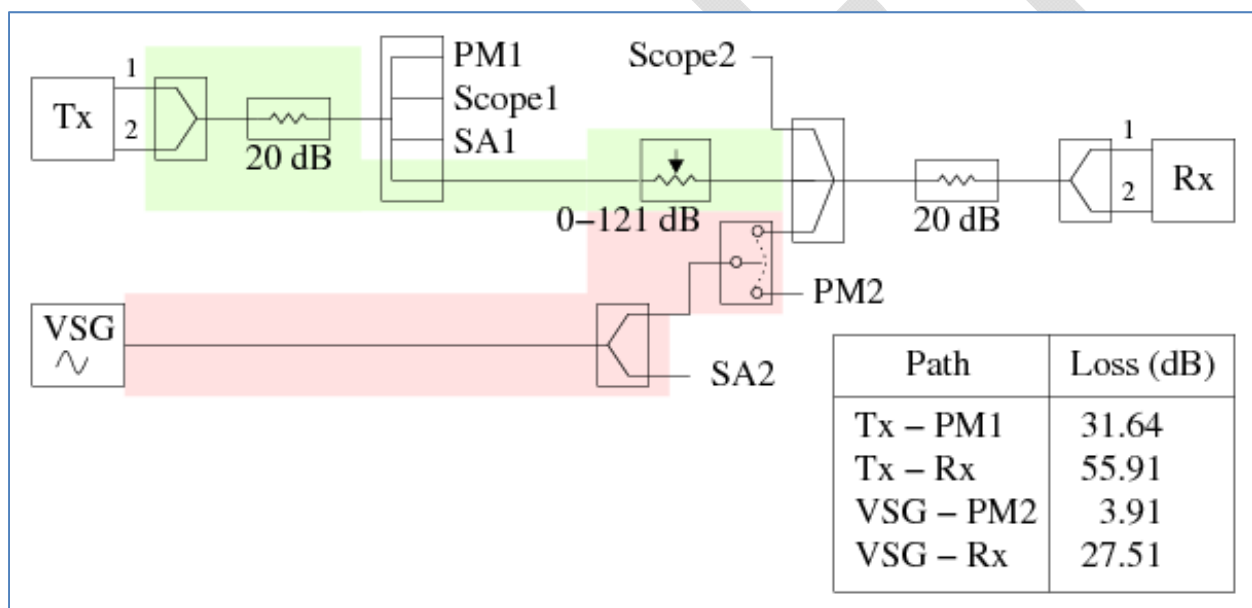 PM1
Scope1
SA1
Scope2
Tx
1
2
20 dB
0–121 dB
20 dB
1
2
Rx
PM2
VSG
SA2
Path Loss (dB)
Tx – PM1 31.64
Tx – Rx 55.91
VSG – PM2 3.91
VSG – Rx 27.51